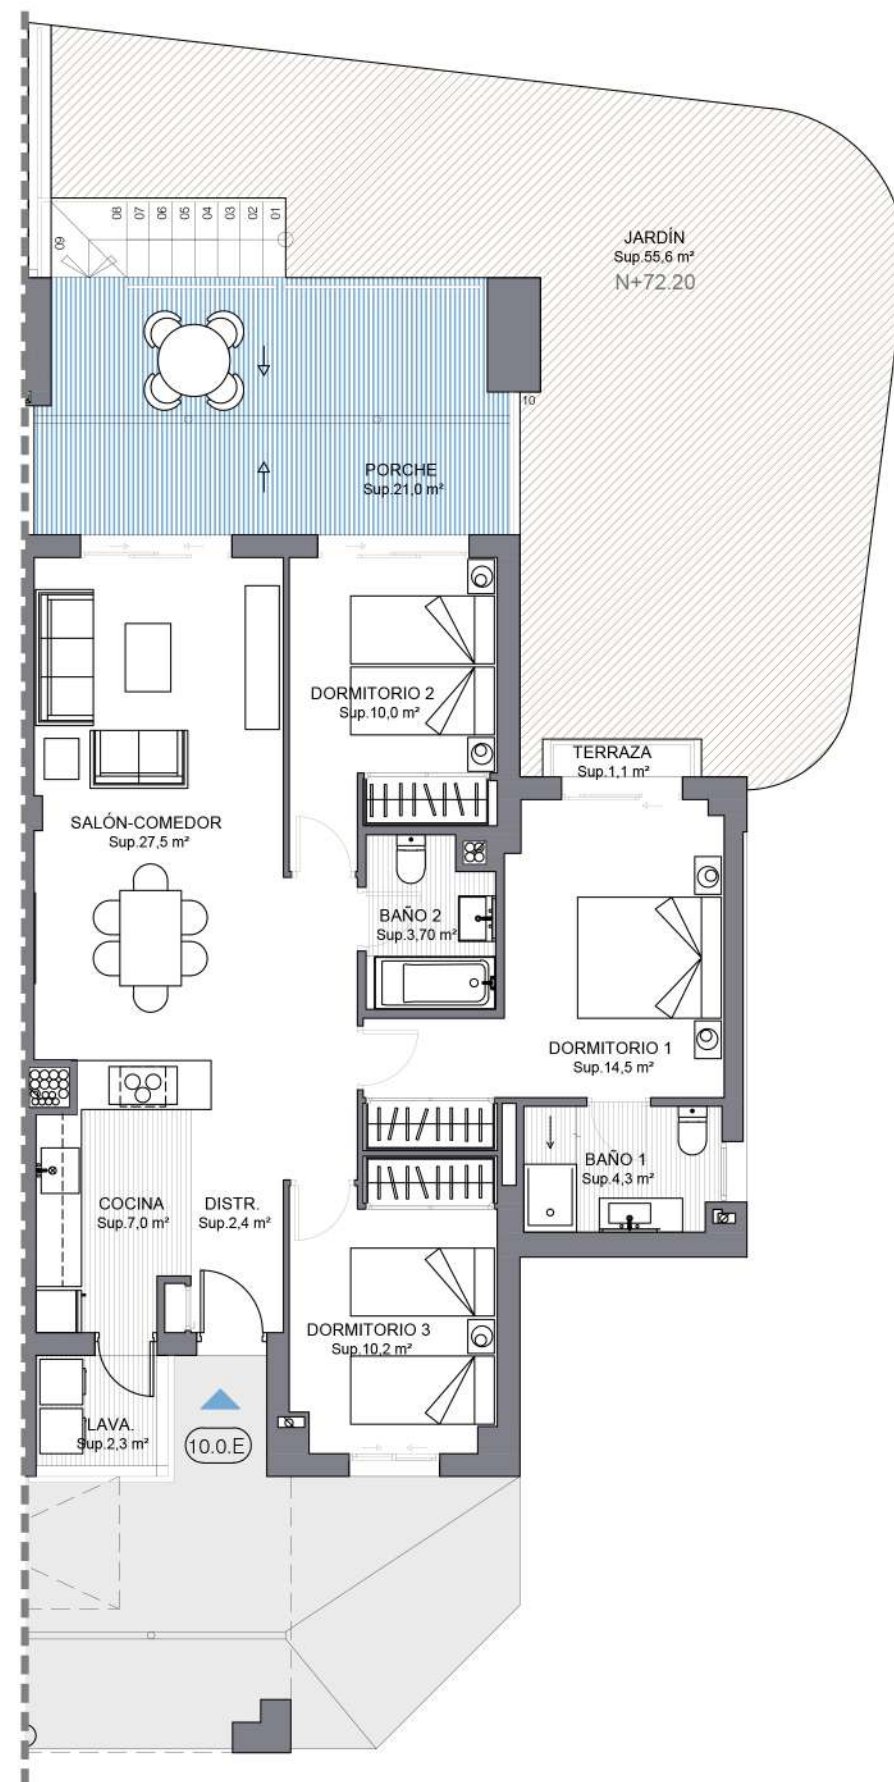 08 07 06 05 04 03 02 01
09
JARDÍN
Sup.55,6 m²
N+72.20
10
PORCHE
Sup.21,0 m²
DORMITORIO 2
Sup.10,0 m²
TERRAZA
Sup.1,1 m²
SALÓN-COMEDOR
Sup.27,5 m²
BAÑO 2
Sup.3,70 m²
DORMITORIO 1
Sup.14,5 m²
BAÑO 1
Sup.4,3 m²
COCINA
Sup.7,0 m²
DISTR.
Sup.2,4 m²
DORMITORIO 3
Sup.10,2 m²
LAVA.
Sup.2,3 m²
10.0.E